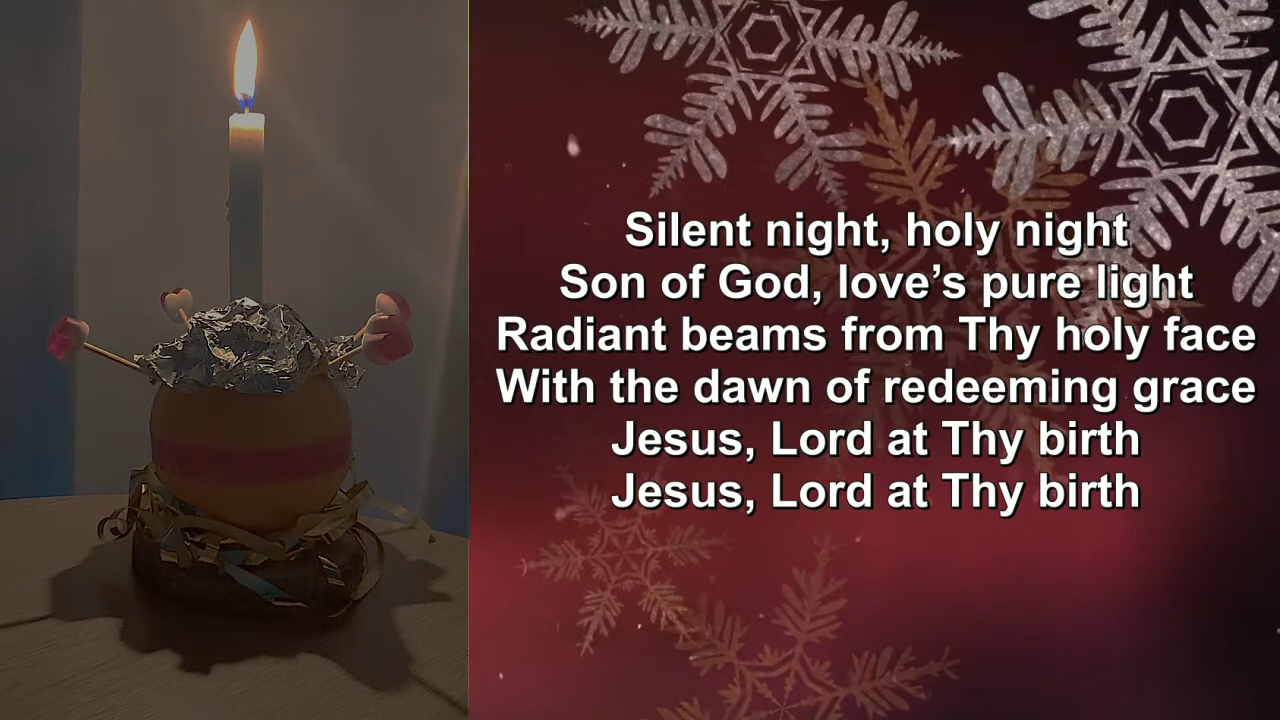 Silent night, holy night
Son of God, love’s pure light
Radiant beams from Thy holy face
With the dawn of redeeming grace
Jesus, Lord at Thy birth
Jesus, Lord at Thy birth